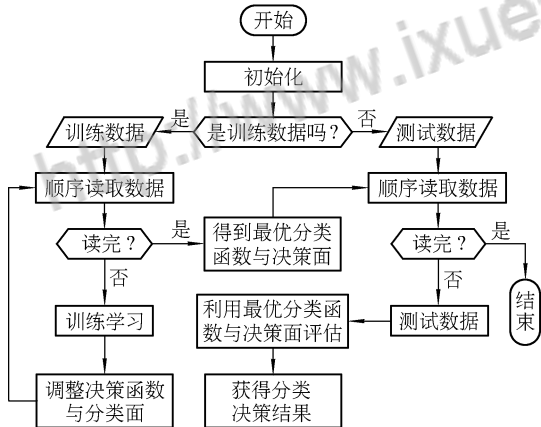 开始
初始化
是
是训练数据吗?
否
训练数据
测试数据
顺序读取数据
顺序读取数据
读完?
是
得到最优分类
函数与决策面
读完?
是
否
否
结
束
训练学习
利用最优分类函
数与决策面评估
测试数据
调整决策函数
与分类面
获得分类
决策结果
http://www.ixue